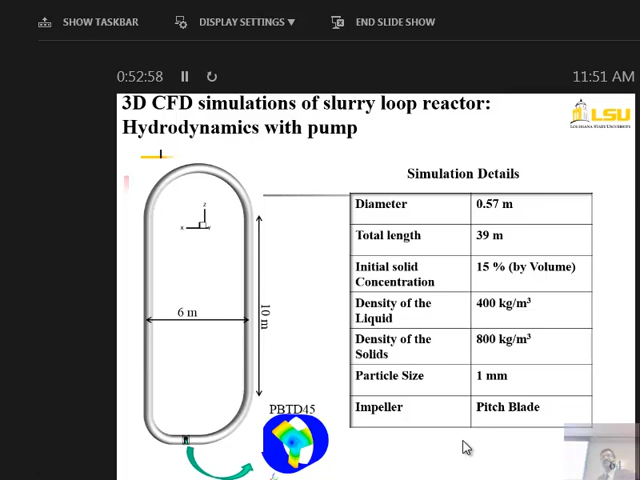 SHOW TASKBAR
DISPLAY SETTINGS ▼
END SLIDE SHOW
0:52:58
11:51 AM
3D CFD simulations of slurry loop reactor:
Hydrodynamics with pump
LSU
LOUISIANA STATE UNIVERSITY
Simulation Details
Diameter 0.57 m
Total length 39 m
Initial solid
Concentration 15 % (by Volume)
Density of the
Liquid 400 kg/m³
Density of the
Solids 800 kg/m³
Particle Size 1 mm
Impeller Pitch Blade
z
x
Y
6 m
10 m
PBTD45